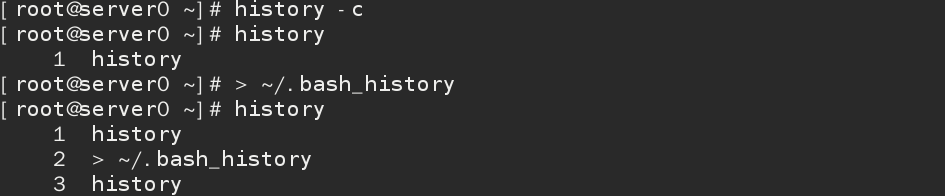 [root@server0 ~]# history -c
[root@server0 ~]# history
    1  history
[root@server0 ~]# > ~/.bash_history
[root@server0 ~]# history
    1  history
    2  > ~/.bash_history
    3  history